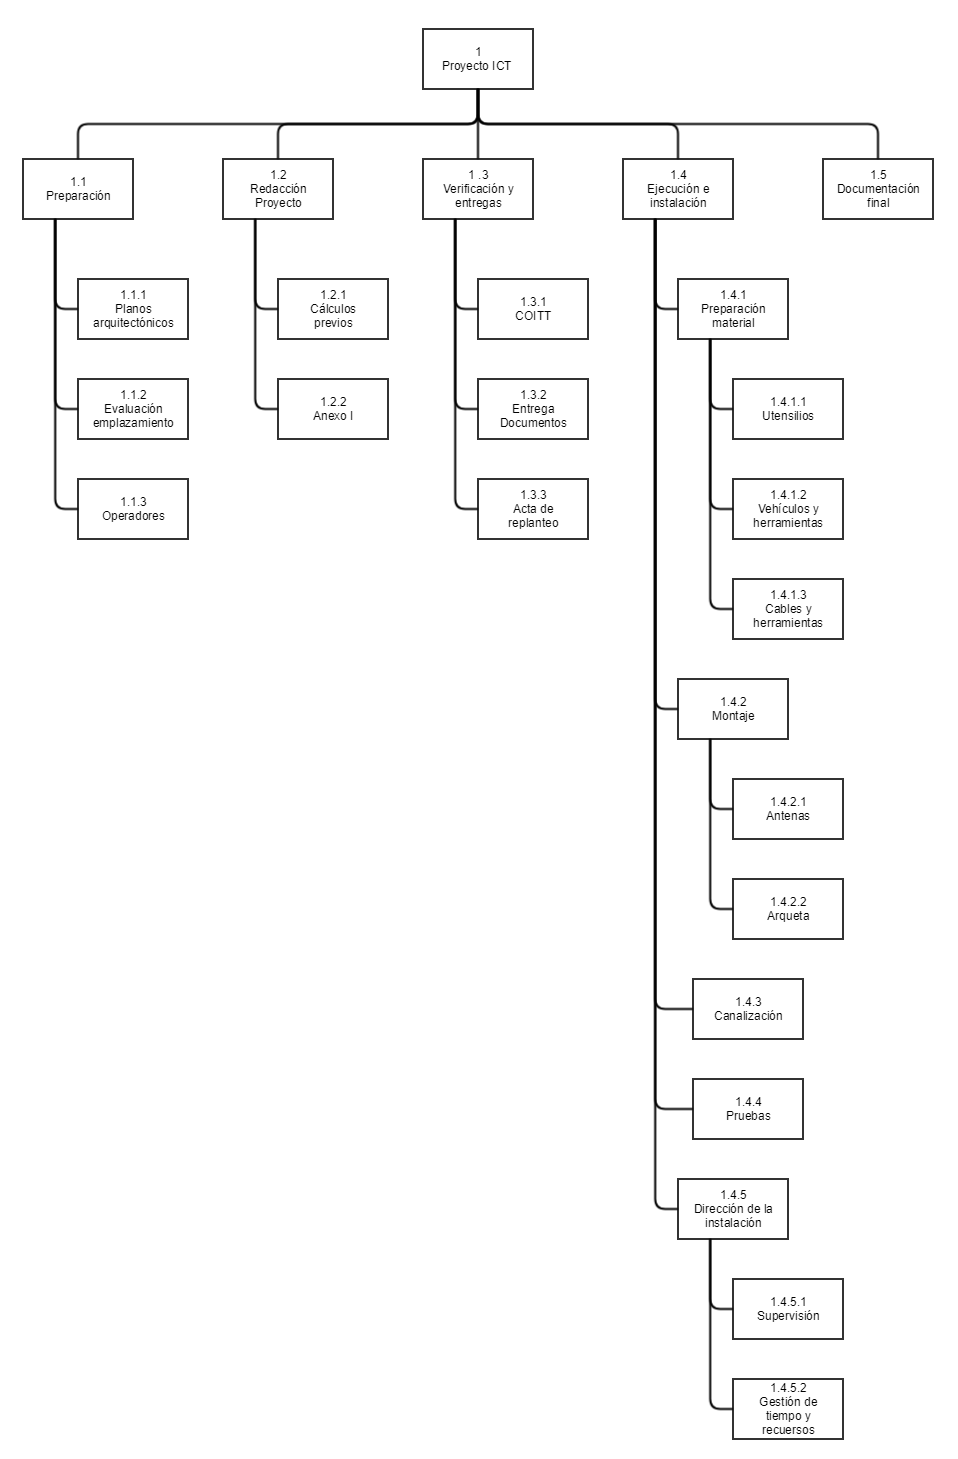 1
Proyecto ICT
1.1
Preparación
1.2
Redacción
Proyecto
1 .3
Verificación y
entregas
1.4
Ejecución e
instalación
1.5
Documentación
final
1.1.1
Planos
arquitectónicos
1.1.2
Evaluación
emplazamiento
1.1.3
Operadores
1.2.1
Cálculos
previos
1.2.2
Anexo I
1.3.1
COITT
1.3.2
Entrega
Documentos
1.3.3
Acta de
replanteo
1.4.1
Preparación
material
1.4.1.1
Utensilios
1.4.1.2
Vehículos y
herramientas
1.4.1.3
Cables y
herramientas
1.4.2
Montaje
1.4.2.1
Antenas
1.4.2.2
Arqueta
1.4.3
Canalización
1.4.4
Pruebas
1.4.5
Dirección de la
instalación
1.4.5.1
Supervisión
1.4.5.2
Gestión de
tiempo y
recuersos